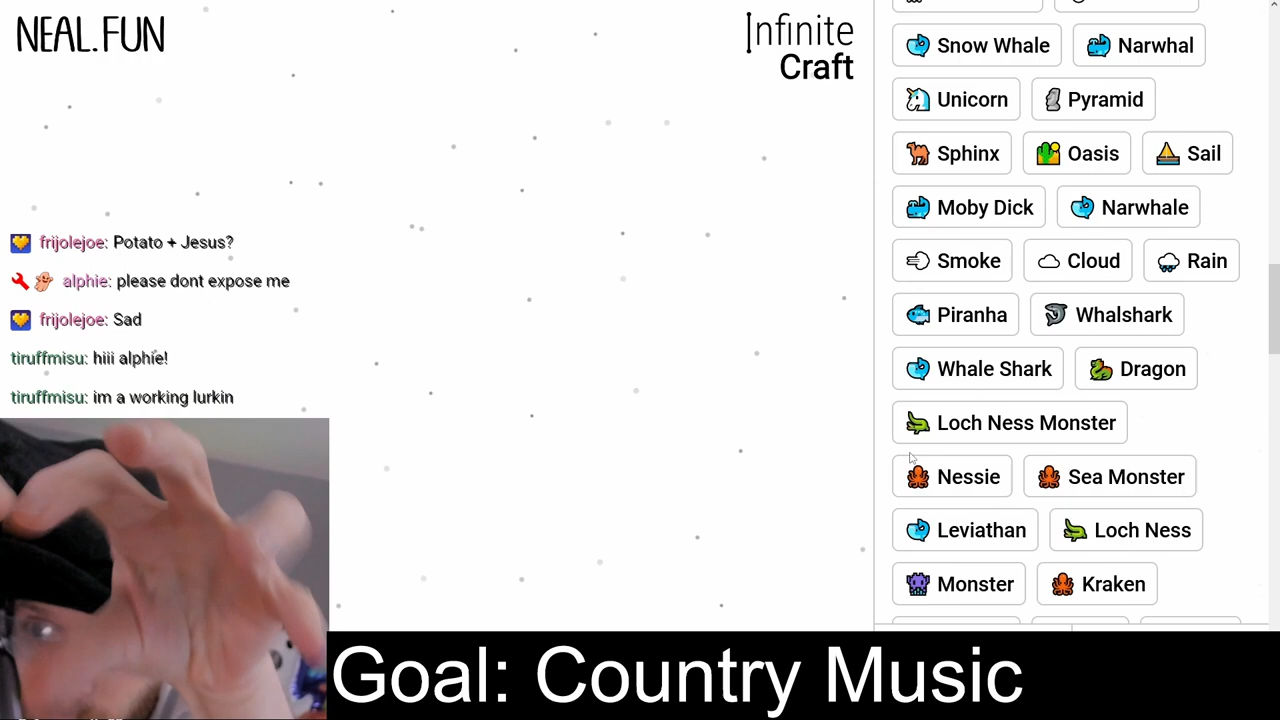 NEAL.FUN
Infinite
Craft
frijolejoe: Potato + Jesus?
alphie: please dont expose me
frijolejoe: Sad
tiruffmisu: hiii alphie!
tiruffmisu: im a working lurkin
Snow Whale Narwhal
Unicorn Pyramid
Sphinx Oasis Sail
Moby Dick Narwhale
Smoke Cloud Rain
Piranha Whalshark
Whale Shark Dragon
Loch Ness Monster
Nessie Sea Monster
Leviathan Loch Ness
Monster Kraken
Goal: Country Music